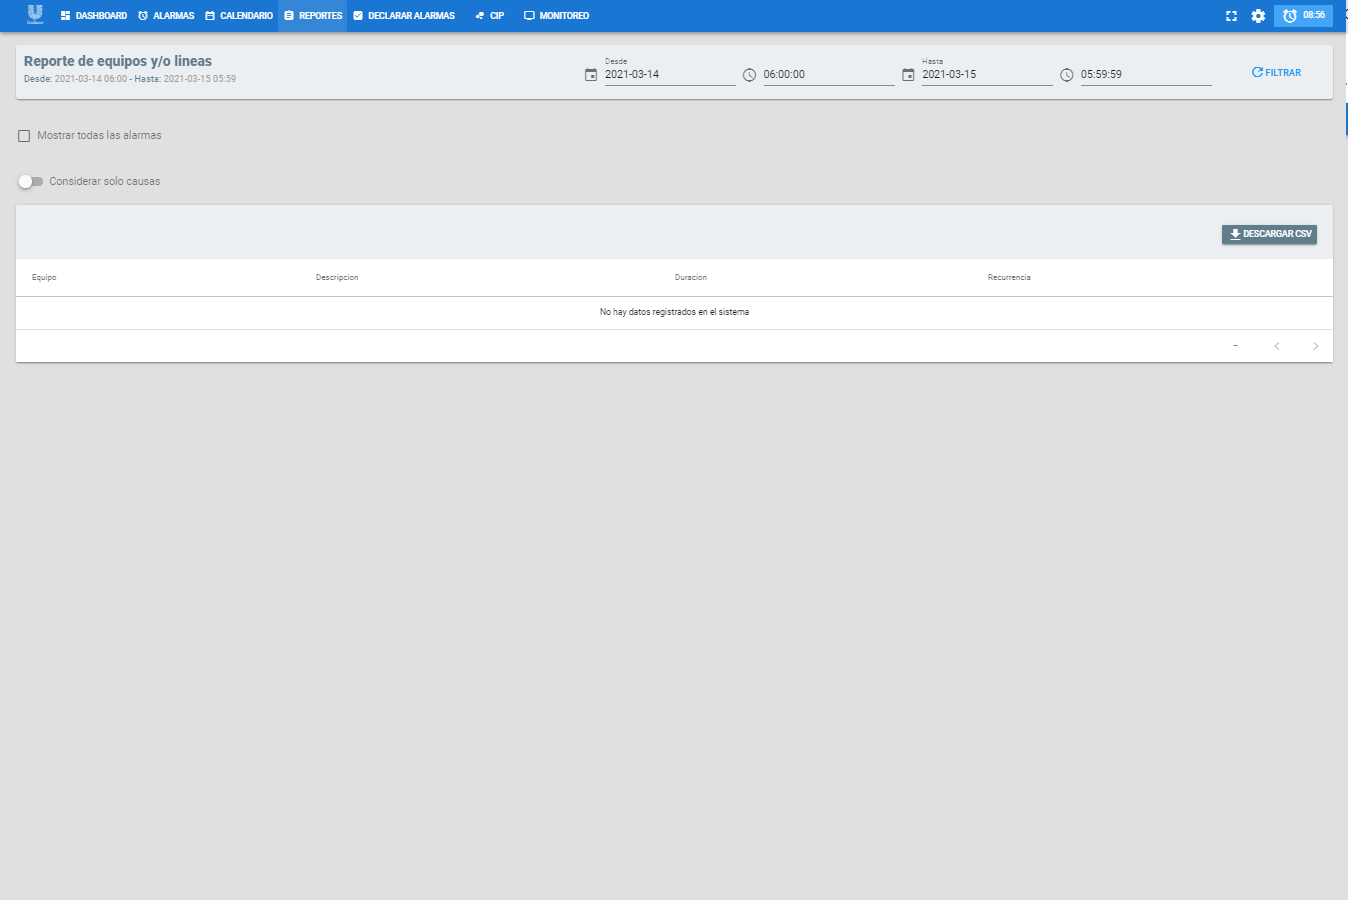 DASHBOARD ALARMAS CALENDARIO REPORTES DECLARAR ALARMAS CIP MONITOREO 08:56
Reporte de equipos y/o lineas
Desde: 2021-03-14 06:00 - Hasta: 2021-03-15 05:59
Desde
2021-03-14
06:00:00
Hasta
2021-03-15
05:59:59
FILTRAR
Mostrar todas las alarmas
Considerar solo causas
DESCARGAR CSV
Equipo Descripcion Duracion Recurrencia
No hay datos registrados en el sistema
-